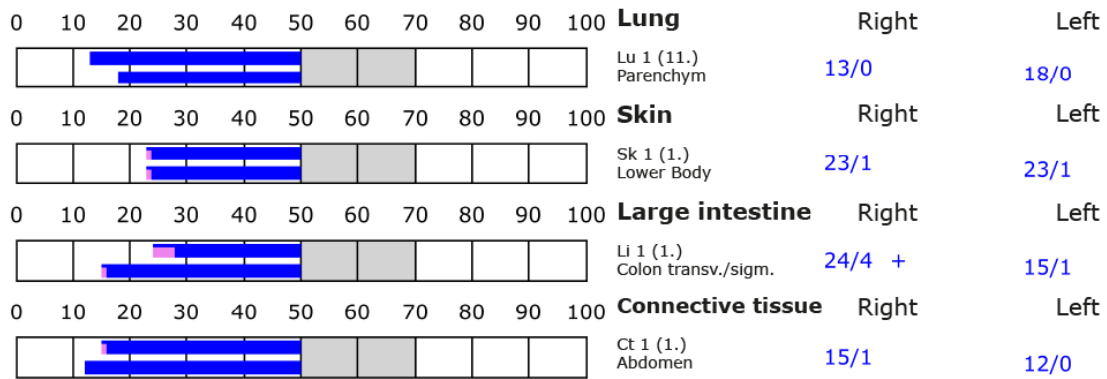 0 10 20 30 40 50 60 70 80 90 100 Lung Right Left
Lu 1 (11.)
Parenchym
13/0 18/0
0 10 20 30 40 50 60 70 80 90 100 Skin Right Left
Sk 1 (1.)
Lower Body
23/1 23/1
0 10 20 30 40 50 60 70 80 90 100 Large intestine Right Left
Li 1 (1.)
Colon transv./sigm.
24/4 + 15/1
0 10 20 30 40 50 60 70 80 90 100 Connective tissue Right Left
Ct 1 (1.)
Abdomen
15/1 12/0